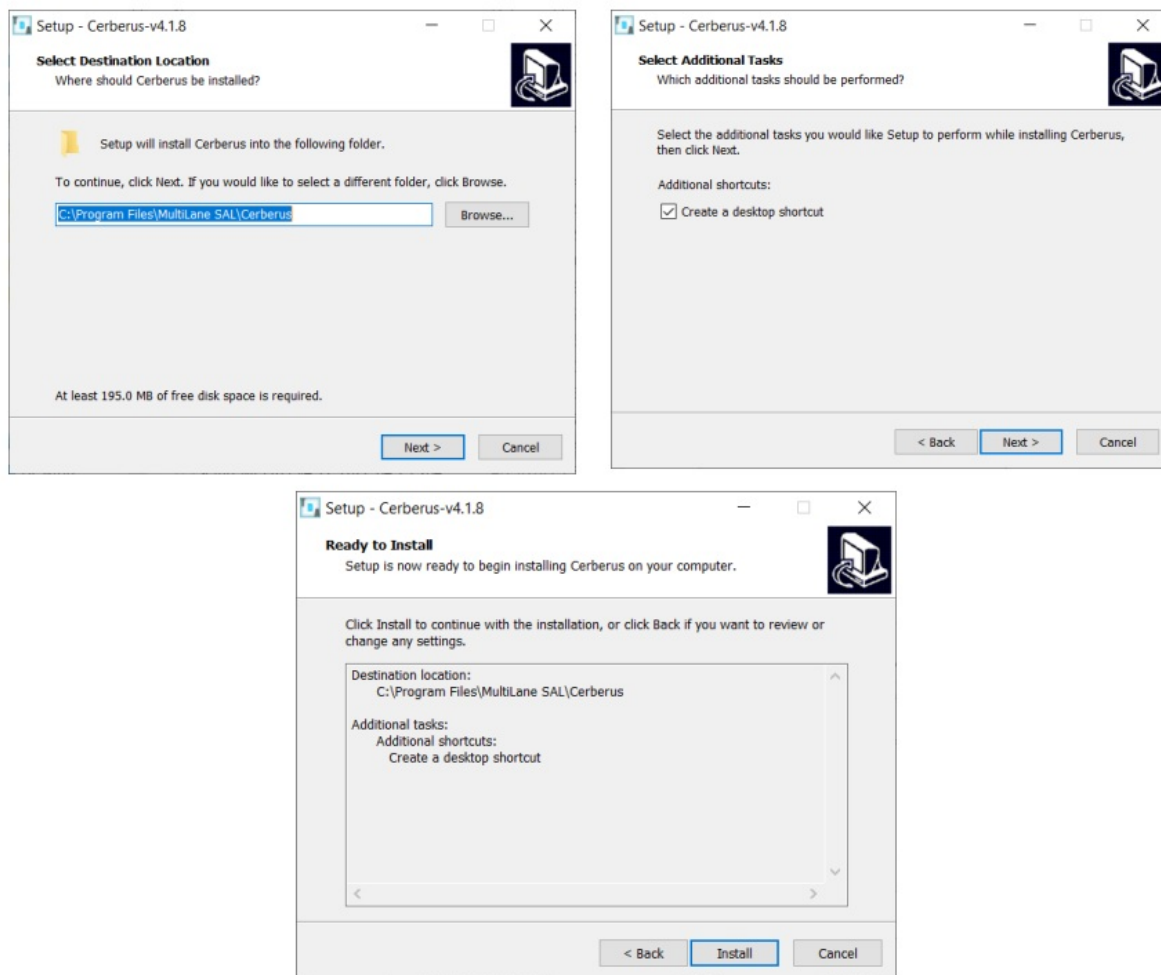 Setup - Cerberus-v4.1.8
Select Destination Location
Where should Cerberus be installed?
Setup will install Cerberus into the following folder.
To continue, click Next. If you would like to select a different folder, click Browse.
C:\Program Files\MultiLane SAL\Cerberus
Browse...
At least 195.0 MB of free disk space is required.
Next >
Cancel
Setup - Cerberus-v4.1.8
Select Additional Tasks
Which additional tasks should be performed?
Select the additional tasks you would like Setup to perform while installing Cerberus,
then click Next.
Additional shortcuts:
Create a desktop shortcut
< Back
Next >
Cancel
Setup - Cerberus-v4.1.8
Ready to Install
Setup is now ready to begin installing Cerberus on your computer.
Click Install to continue with the installation, or click Back if you want to review or
change any settings.
Destination location:
C:\Program Files\MultiLane SAL\Cerberus
Additional tasks:
Additional shortcuts:
Create a desktop shortcut
< Back
Install
Cancel